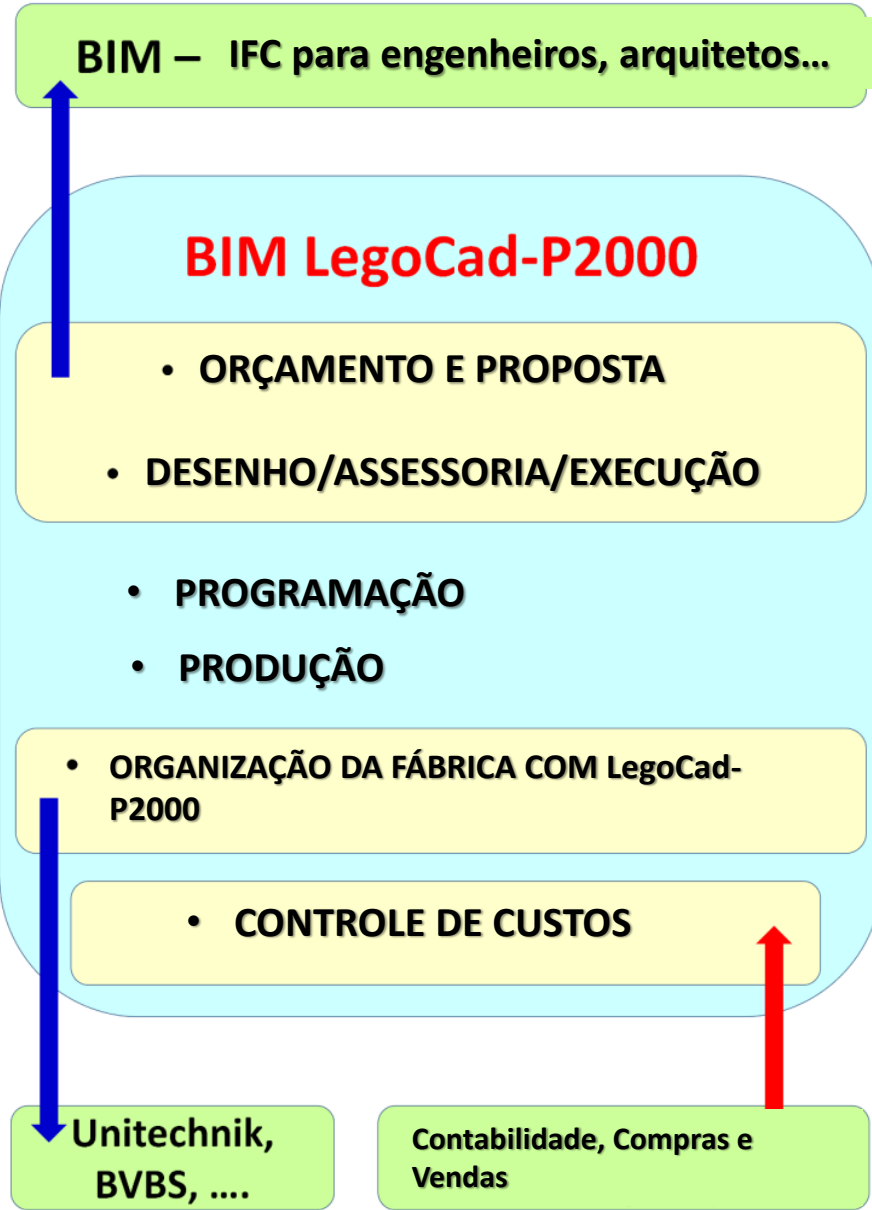 BIM – IFC para engenheiros, arquitetos...
BIM LegoCad-P2000
• ORÇAMENTO E PROPOSTA
• DESENHO/ASSESSORIA/EXECUÇÃO
• PROGRAMAÇÃO
• PRODUÇÃO
• ORGANIZAÇÃO DA FÁBRICA COM LegoCad-
P2000
• CONTROLE DE CUSTOS
Unitechnik,
BVBS, ....
Contabilidade, Compras e
Vendas